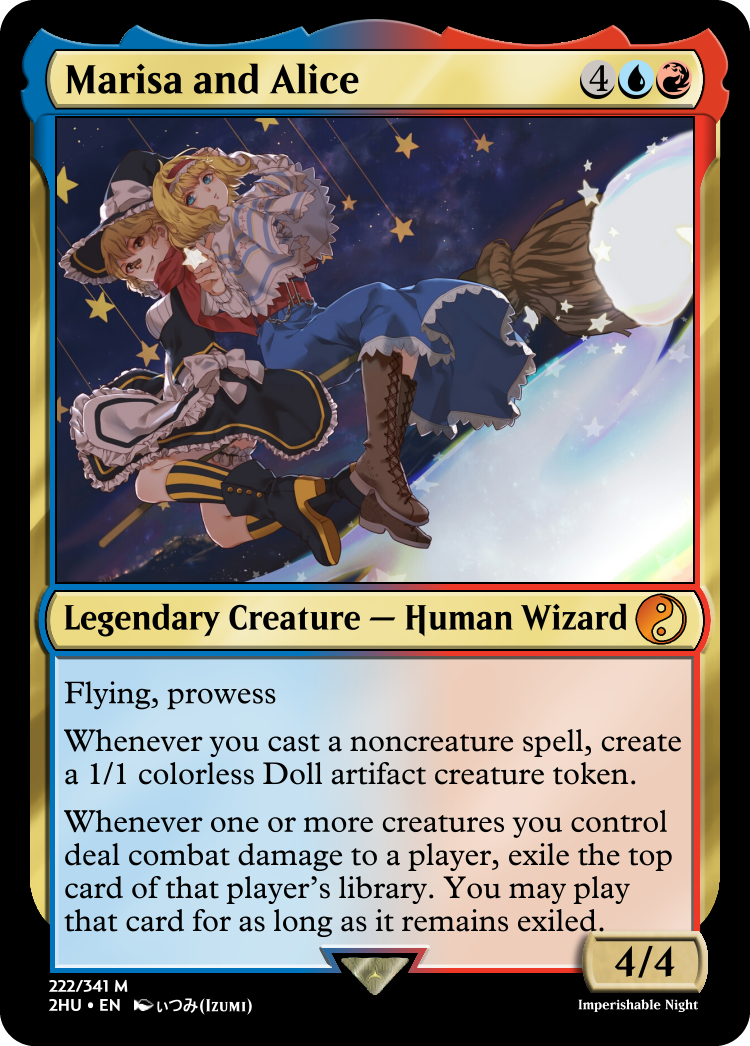 Marisa and Alice 4
Legendary Creature — Human Wizard
Flying, prowess
Whenever you cast a noncreature spell, create
a 1/1 colorless Doll artifact creature token.
Whenever one or more creatures you control
deal combat damage to a player, exile the top
card of that player's library. You may play
that card for as long as it remains exiled.
4/4
222/341 M
2HU • EN いつみ(Izumi)
Imperishable Night